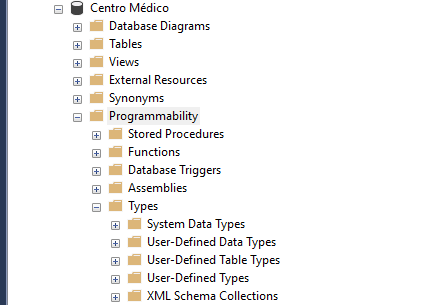 Centro Médico
Database Diagrams
Tables
Views
External Resources
Synonyms
Programmability
Stored Procedures
Functions
Database Triggers
Assemblies
Types
System Data Types
User-Defined Data Types
User-Defined Table Types
User-Defined Types
XML Schema Collections